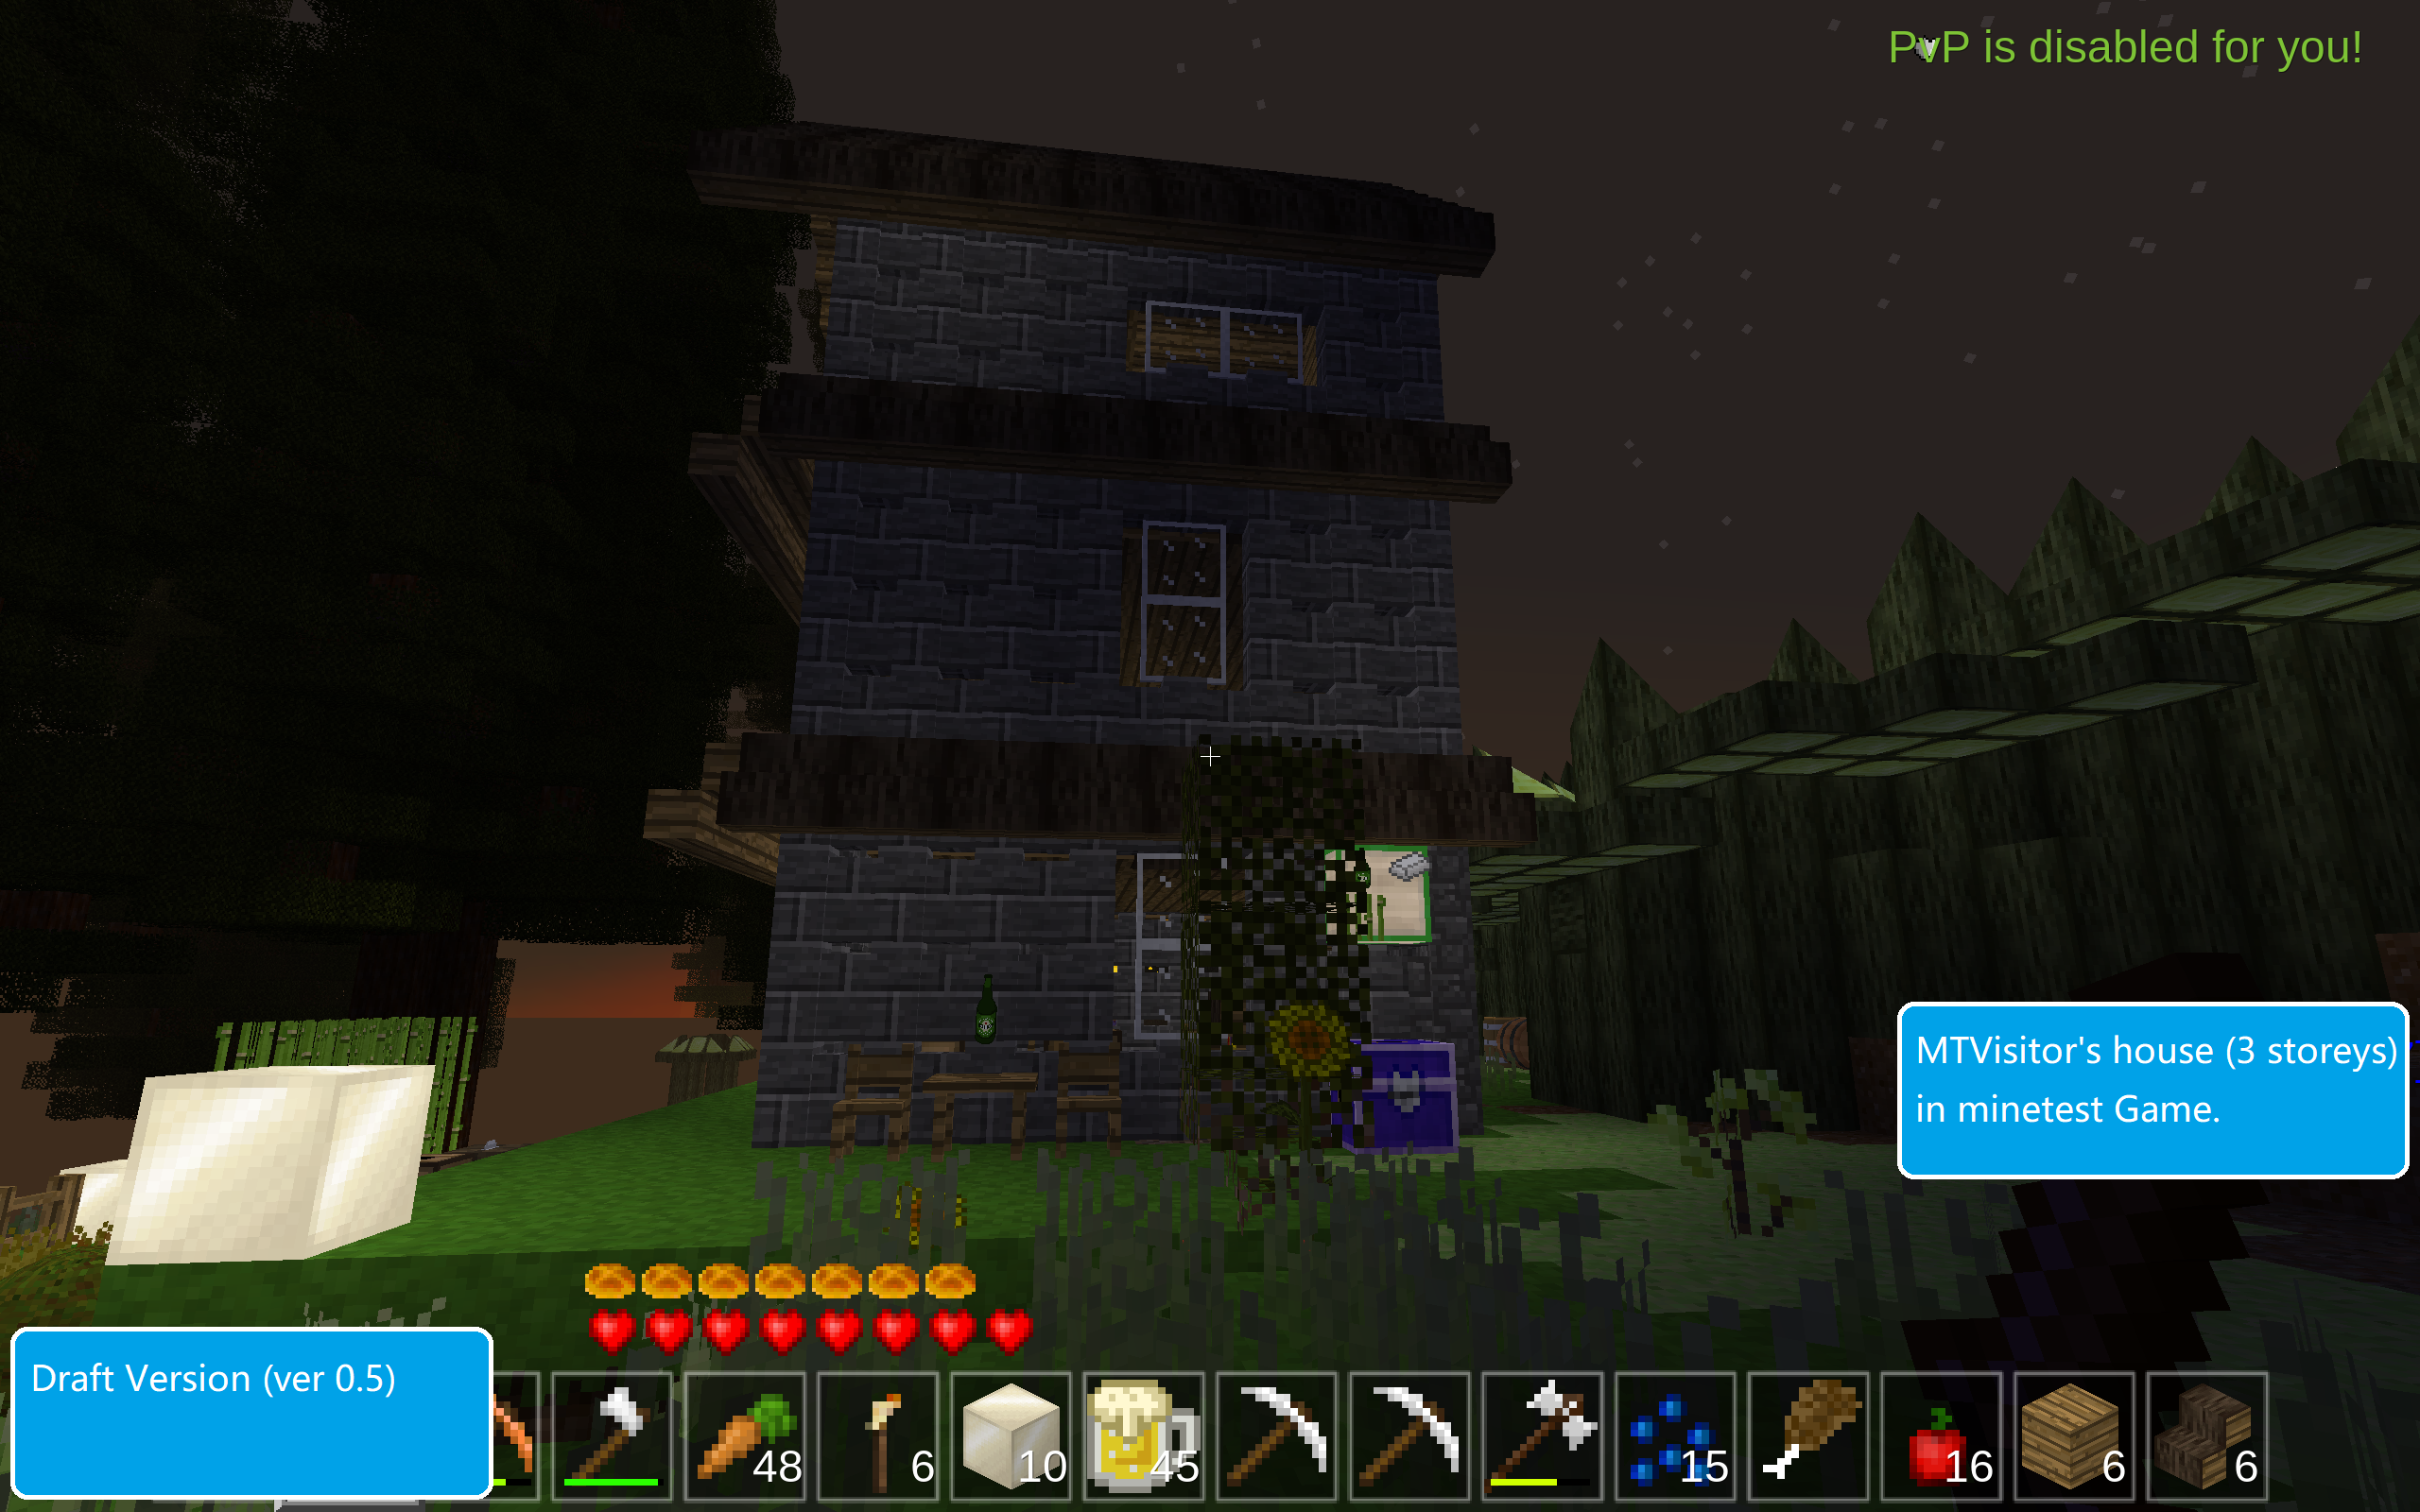 PvP is disabled for you!
MTVisitor's house (3 storeys)
in minetest Game.
Draft Version (ver 0.5)
48
6
10
45
15
16
6
6